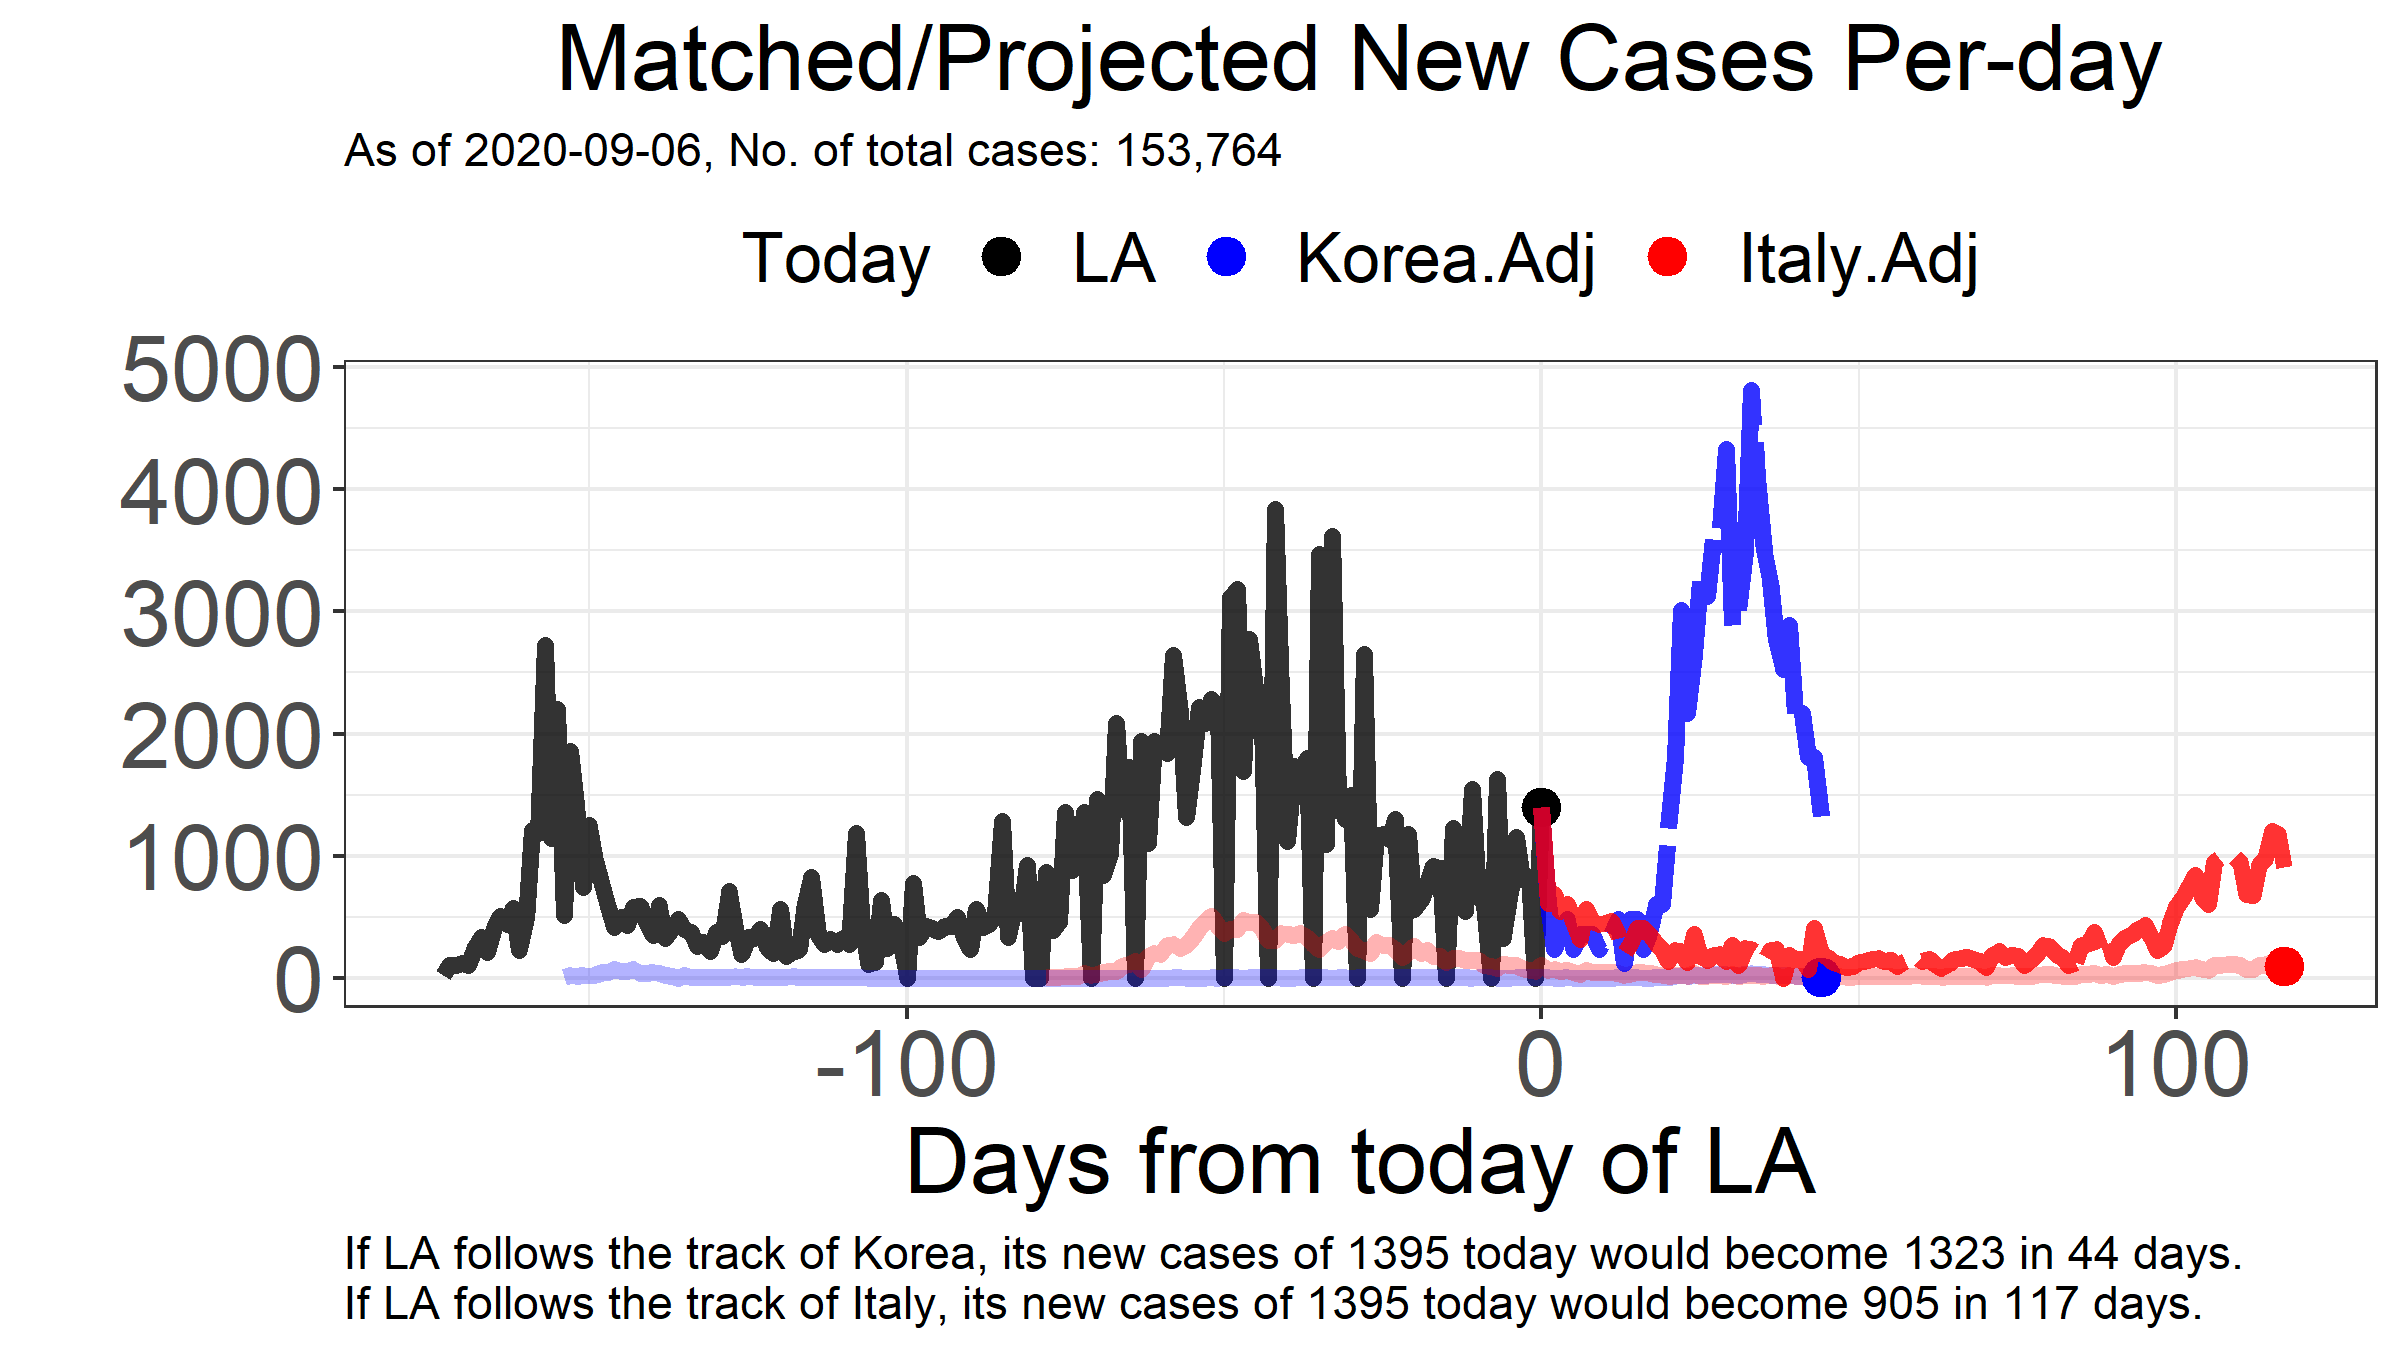 Matched/Projected New Cases Per-day
As of 2020-09-06, No. of total cases: 153,764
Today LA Korea.Adj Italy.Adj
5000
4000
3000
2000
1000
0
-100 0 100
Days from today of LA
If LA follows the track of Korea, its new cases of 1395 today would become 1323 in 44 days.
If LA follows the track of Italy, its new cases of 1395 today would become 905 in 117 days.